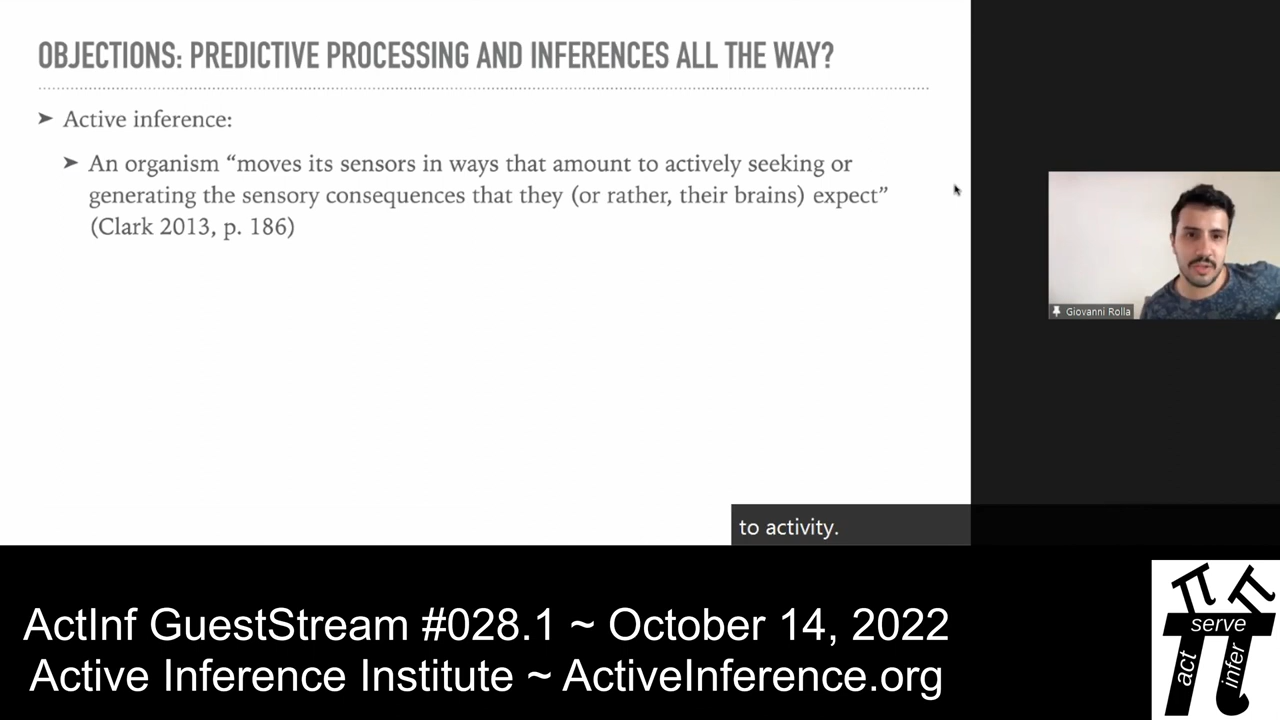 OBJECTIONS: PREDICTIVE PROCESSING AND INFERENCES ALL THE WAY?
➤ Active inference:
➤ An organism “moves its sensors in ways that amount to actively seeking or
generating the sensory consequences that they (or rather, their brains) expect”
(Clark 2013, p. 186)
Giovanni Rolla
to activity.
ActInf GuestStream #028.1 ~ October 14, 2022
Active Inference Institute ~ ActiveInference.org
π π
serve
act
infer